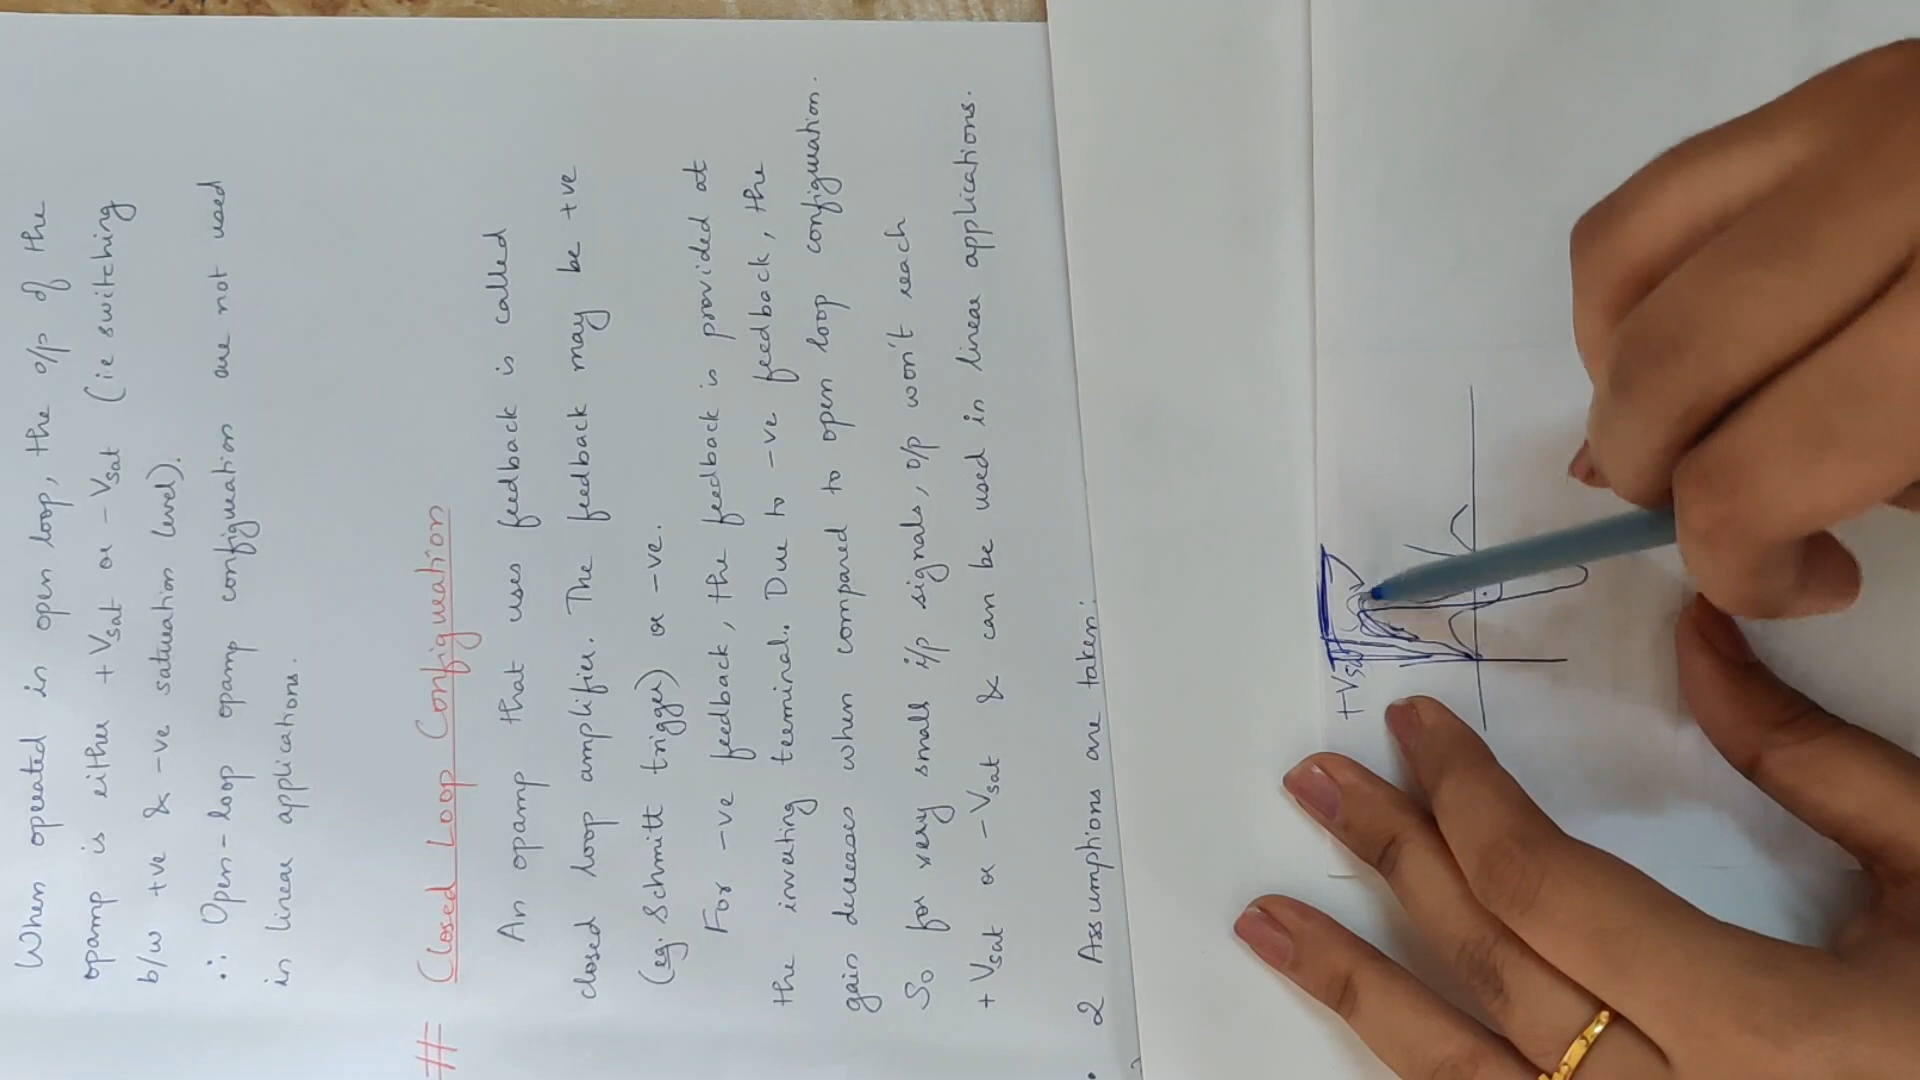 When operated in open loop, the o/p of the
opamp is either +Vsat or -Vsat (ie switching
b/w +ve & -ve saturation level).
∴ Open-loop opamp configuration are not used
in linear applications.
# Closed Loop Configuration
An opamp that uses feedback is called
closed loop amplifier. The feedback may be +ve
(eg. Schmitt trigger) or -ve.
For -ve feedback, the feedback is provided at
the inverting terminal. Due to -ve feedback, the
gain decreases when compared to open loop configuration.
So for very small i/p signals, o/p won't reach
+Vsat or -Vsat & can be used in linear applications.
• 2 Assumptions are taken:
+Vsat